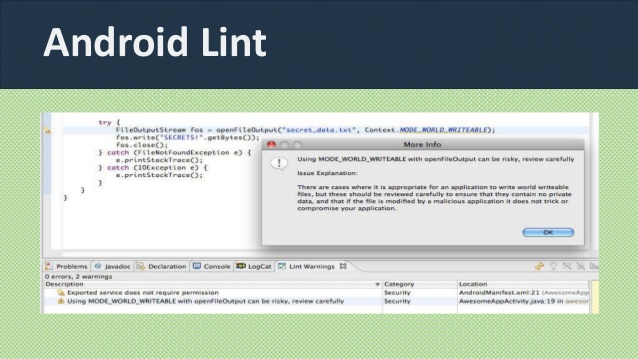 Android Lint
try {
FileOutputStream fos = openFileOutput("secret_data.txt", Context.MODE_WORLD_WRITEABLE);
fos.write("SECRETS!".getBytes());
fos.close();
} catch (FileNotFoundException e) {
e.printStackTrace();
} catch (IOException e) {
e.printStackTrace();
}
}
}
More Info
Using MODE_WORLD_WRITEABLE with openFileOutput can be risky, review carefully
Issue Explanation:
There are cases where it is appropriate for an application to write world writeable
files, but these should be reviewed carefully to ensure that they contain no private
data, and that if the file is modified by a malicious application it does not trick or
compromise your application.
OK
Problems @ Javadoc Declaration Console LogCat Lint Warnings
0 errors, 2 warnings
Description Category Location
Exported service does not require permission Security AndroidManifest.xml:21 (AwesomeApp
Using MODE_WORLD_WRITEABLE with openFileOutput can be risky, review carefully Security AwesomeAppActivity.java:19 in awesom